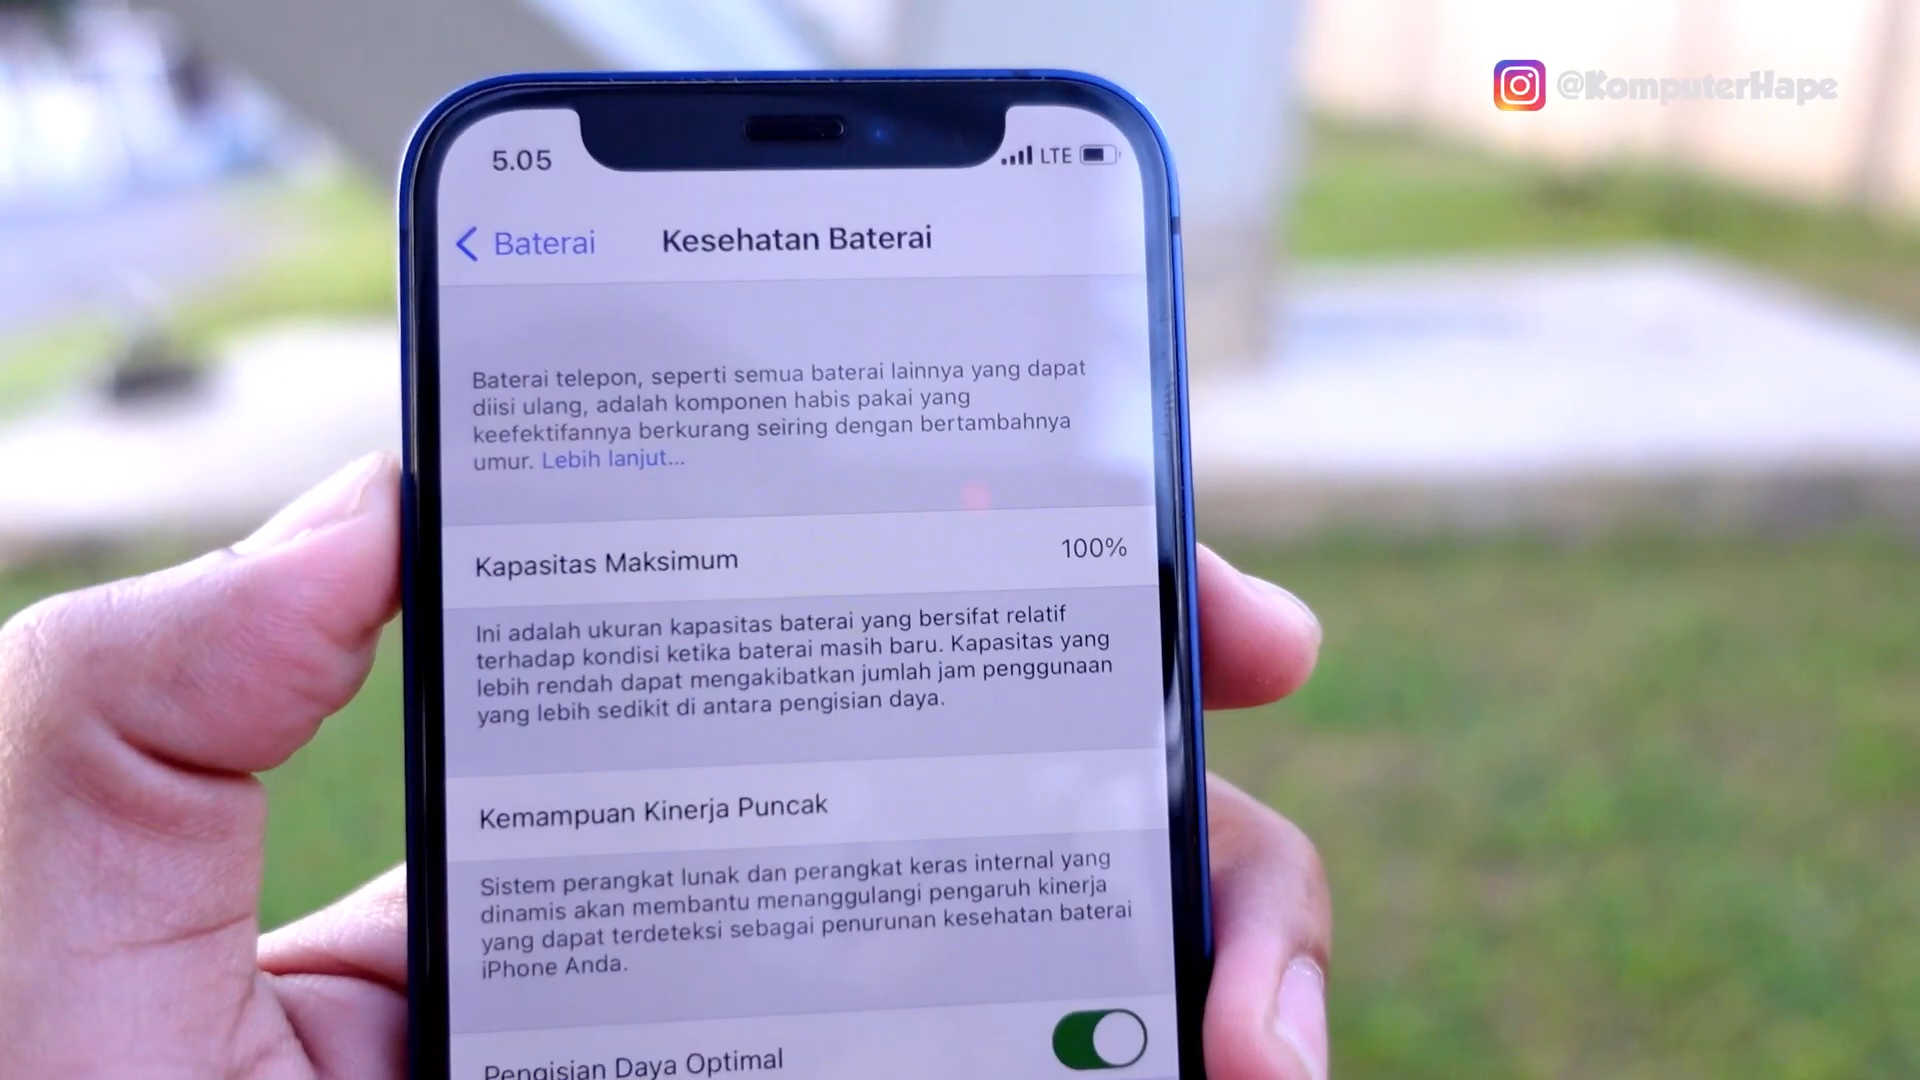 @KomputerHape
5.05
LTE
Baterai
Kesehatan Baterai
Baterai telepon, seperti semua baterai lainnya yang dapat
diisi ulang, adalah komponen habis pakai yang
keefektifannya berkurang seiring dengan bertambahnya
umur. Lebih lanjut...
Kapasitas Maksimum 100%
Ini adalah ukuran kapasitas baterai yang bersifat relatif
terhadap kondisi ketika baterai masih baru. Kapasitas yang
lebih rendah dapat mengakibatkan jumlah jam penggunaan
yang lebih sedikit di antara pengisian daya.
Kemampuan Kinerja Puncak
Sistem perangkat lunak dan perangkat keras internal yang
dinamis akan membantu menanggulangi pengaruh kinerja
yang dapat terdeteksi sebagai penurunan kesehatan baterai
iPhone Anda.
Pengisian Daya Optimal